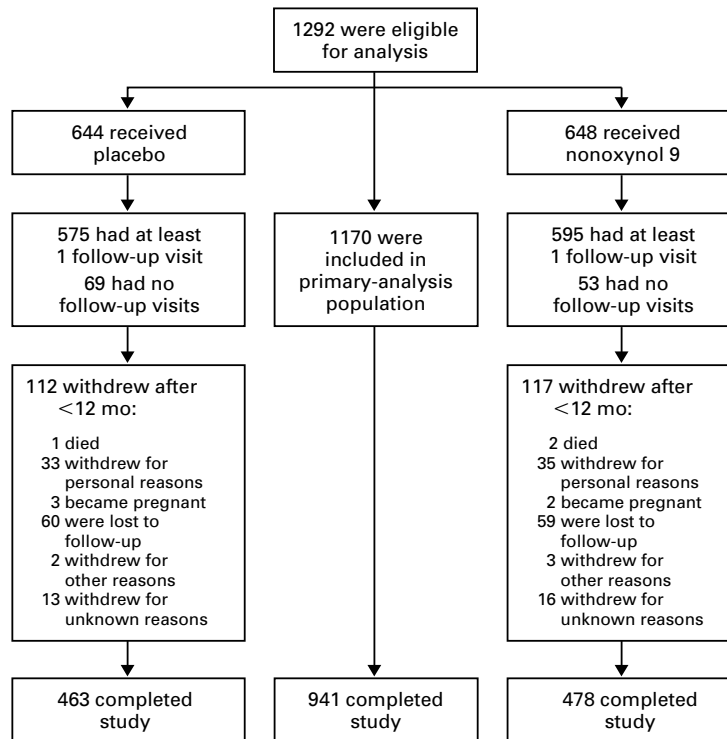 1292 were eligible
for analysis
644 received
placebo
648 received
nonoxynol 9
575 had at least
1 follow-up visit
69 had no
follow-up visits
1170 were
included in
primary-analysis
population
595 had at least
1 follow-up visit
53 had no
follow-up visits
112 withdrew after
<12 mo:
1 died
33 withdrew for
personal reasons
3 became pregnant
60 were lost to
follow-up
2 withdrew for
other reasons
13 withdrew for
unknown reasons
117 withdrew after
<12 mo:
2 died
35 withdrew for
personal reasons
2 became pregnant
59 were lost to
follow-up
3 withdrew for
other reasons
16 withdrew for
unknown reasons
463 completed
study
941 completed
study
478 completed
study